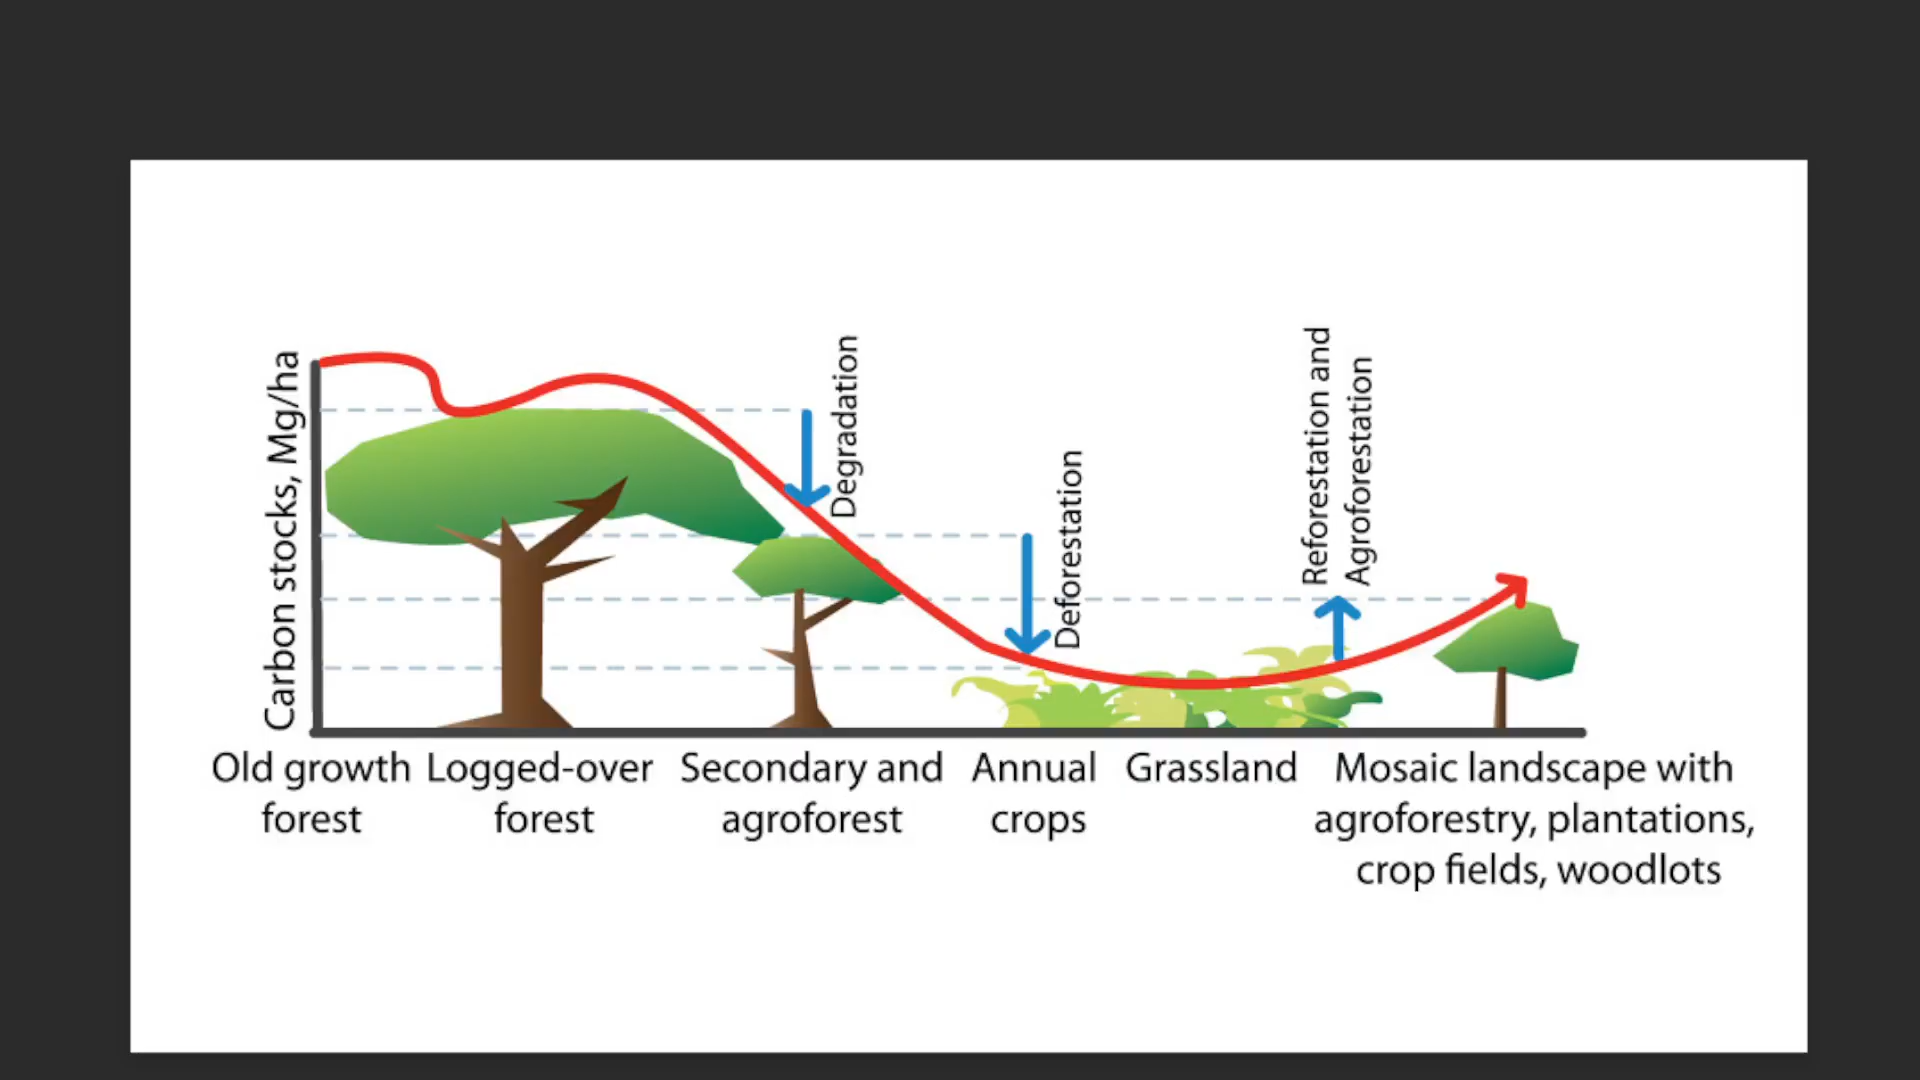 Carbon stocks, Mg/ha
Degradation
Deforestation
Reforestation and
Agroforestation
Old growth
forest
Logged-over
forest
Secondary and
agroforest
Annual
crops
Grassland
Mosaic landscape with
agroforestry, plantations,
crop fields, woodlots